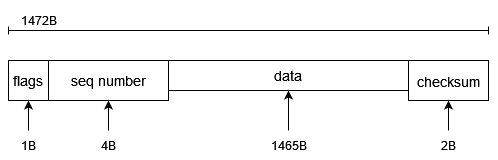 1472B
flags seq number data checksum
1B 4B 1465B 2B